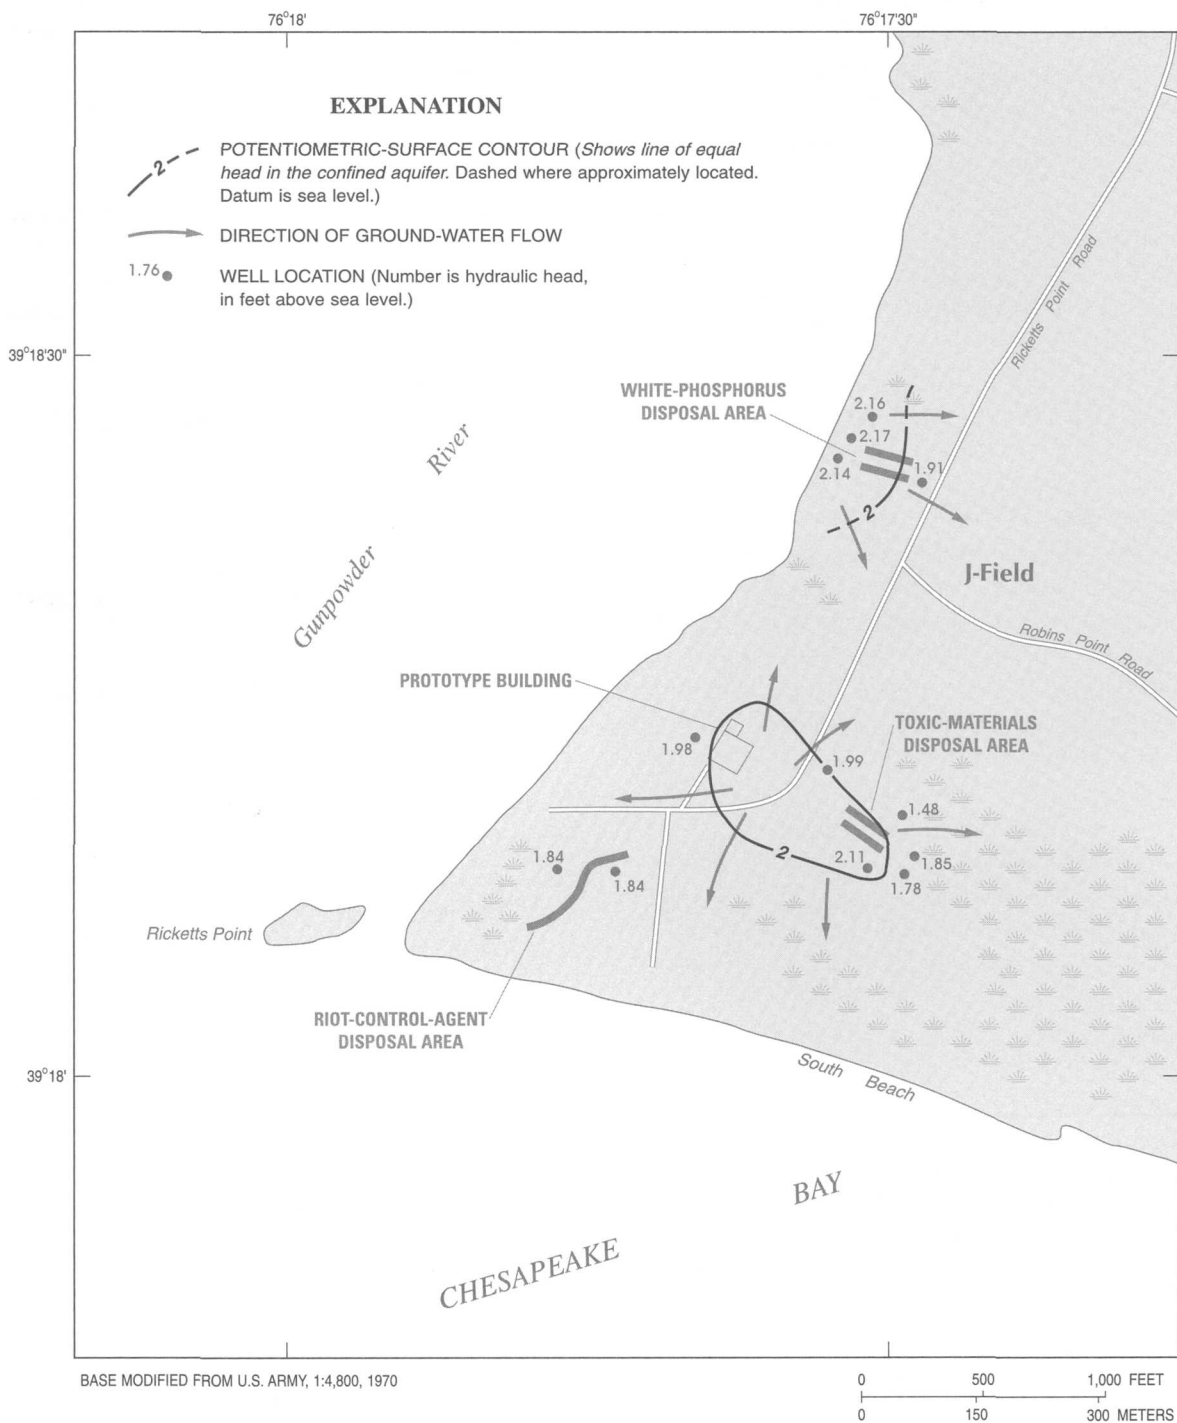 76°18'
76°17'30"
EXPLANATION
2
POTENTIOMETRIC-SURFACE CONTOUR (Shows line of equal
head in the confined aquifer. Dashed where approximately located.
Datum is sea level.)
DIRECTION OF GROUND-WATER FLOW
1.76
WELL LOCATION (Number is hydraulic head,
in feet above sea level.)
39°18'30"
Ricketts Point Road
WHITE-PHOSPHORUS
DISPOSAL AREA
2.16
2.17
2.14
1.91
2
Gunpowder River
J-Field
Robins Point Road
PROTOTYPE BUILDING
TOXIC-MATERIALS
DISPOSAL AREA
1.98
1.99
1.48
2
2.11
1.85
1.78
1.84
1.84
Ricketts Point
RIOT-CONTROL-AGENT
DISPOSAL AREA
39°18'
South Beach
CHESAPEAKE BAY
BASE MODIFIED FROM U.S. ARMY, 1:4,800, 1970
0 500 1,000 FEET
0 150 300 METERS